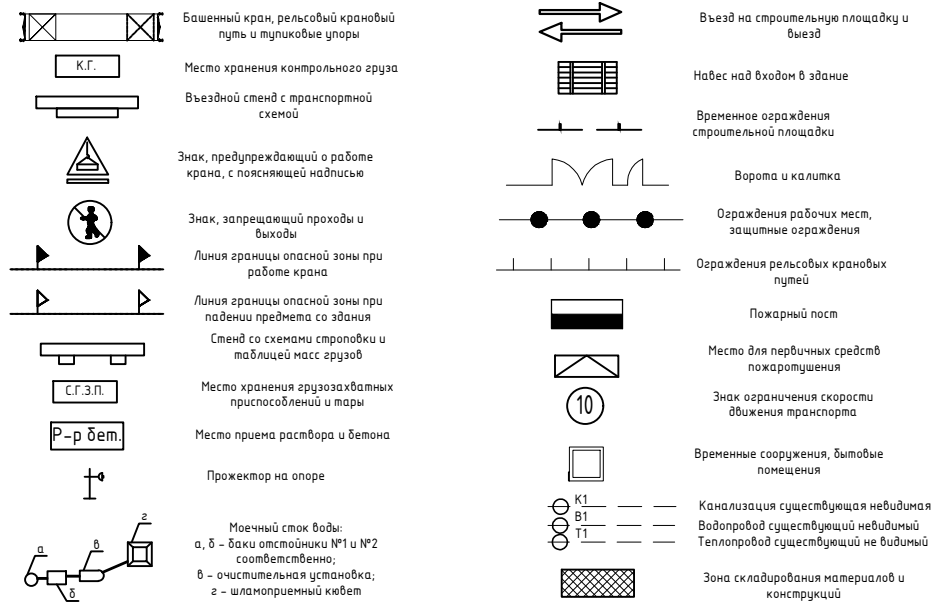 Башенный кран, рельсовый крановый
путь и тупиковые упоры
К.Г.
Место хранения контрольного груза
Въездной стенд с транспортной
схемой
Знак, предупреждающий о работе
крана, с поясняющей надписью
Знак, запрещающий проходы и
выходы
Линия границы опасной зоны при
работе крана
Линия границы опасной зоны при
падении предмета со здания
Стенд со схемами строповки и
таблицей масс грузов
С.Г.З.П.
Место хранения грузозахватных
приспособлений и тары
Р-р бет.
Место приема раствора и бетона
Прожектор на опоре
а
б
в
г
Моечный сток воды:
а, б - баки отстойники №1 и №2
соответственно;
в - очистительная установка;
г - шламоприемный кювет
Въезд на строительную площадку и
выезд
Навес над входом в здание
Временное ограждения
строительной площадки
Ворота и калитка
Ограждения рабочих мест,
защитные ограждения
Ограждения рельсовых крановых
путей
Пожарный пост
Место для первичных средств
пожаротушения
10
Знак ограничения скорости
движения транспорта
Временные сооружения, бытовые
помещения
К1
Канализация существующая невидимая
В1
Водопровод существующий невидимый
Т1
Теплопровод существующий не видимый
Зона складирования материалов и
конструкций